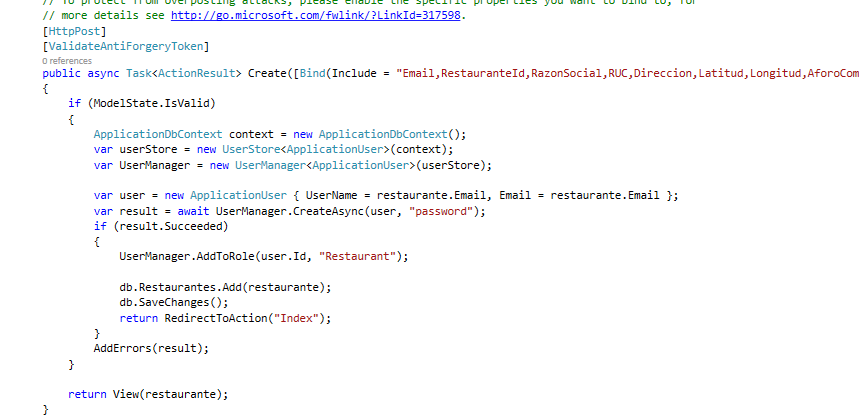 // To protect from overposting attacks, please enable the specific properties you want to bind to, for
// more details see http://go.microsoft.com/fwlink/?LinkId=317598.
[HttpPost]
[ValidateAntiForgeryToken]
0 references
public async Task<ActionResult> Create([Bind(Include = "Email,RestauranteId,RazonSocial,RUC,Direccion,Latitud,Longitud,AforoCom
{
if (ModelState.IsValid)
{
ApplicationDbContext context = new ApplicationDbContext();
var userStore = new UserStore<ApplicationUser>(context);
var UserManager = new UserManager<ApplicationUser>(userStore);
var user = new ApplicationUser { UserName = restaurante.Email, Email = restaurante.Email };
var result = await UserManager.CreateAsync(user, "password");
if (result.Succeeded)
{
UserManager.AddToRole(user.Id, "Restaurant");
db.Restaurantes.Add(restaurante);
db.SaveChanges();
return RedirectToAction("Index");
}
AddErrors(result);
}
return View(restaurante);
}